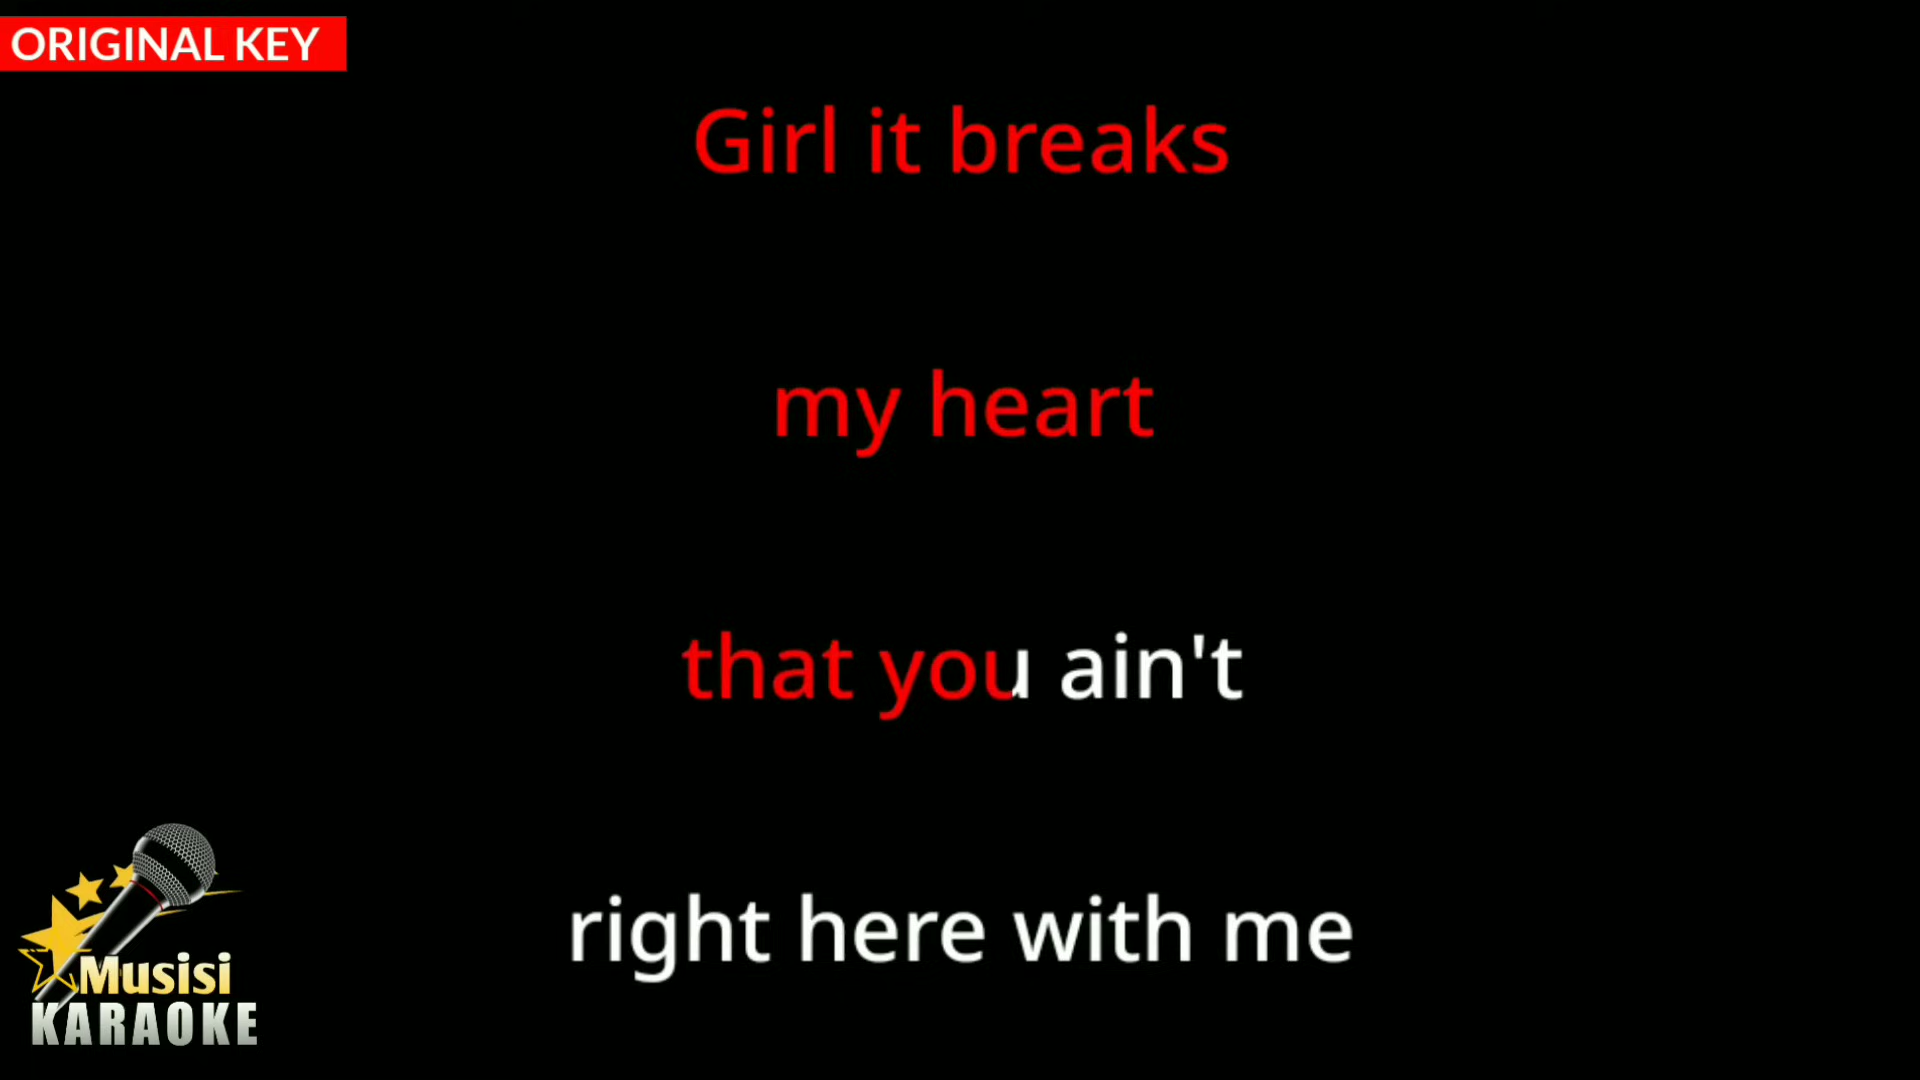 ORIGINAL KEY
Girl it breaks
my heart
that you ain't
right here with me
Musisi
KARAOKE